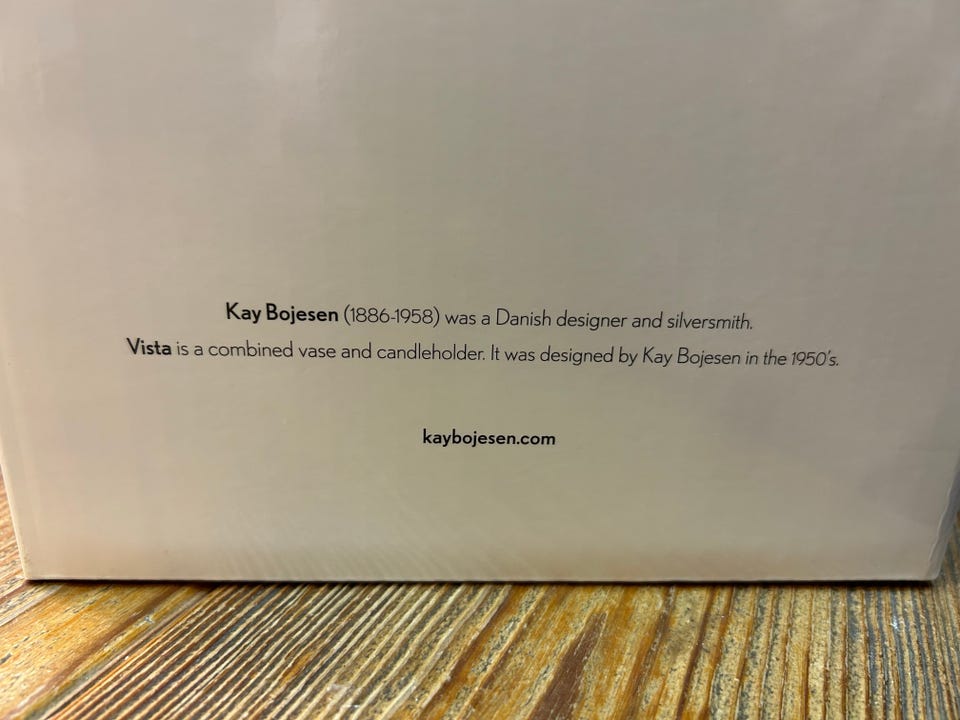 Kay Bojesen (1886-1958) was a Danish designer and silversmith.
Vista is a combined vase and candleholder. It was designed by Kay Bojesen in the 1950's.
kaybojesen.com